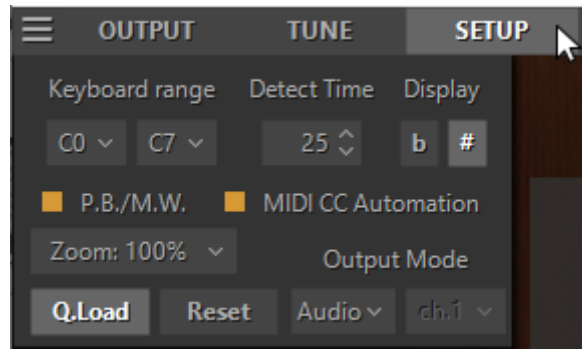 OUTPUT TUNE SETUP
Keyboard range Detect Time Display
C0 C7 25 b #
P.B./M.W. MIDI CC Automation
Zoom: 100% Output Mode
Q.Load Reset Audio ch.1